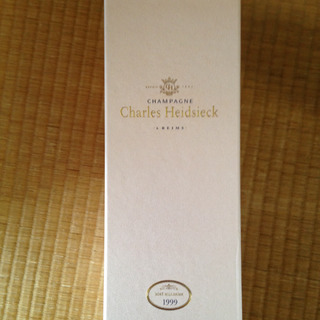 CHAMPAGNE
Charles Heidsieck
A REIMS
1999